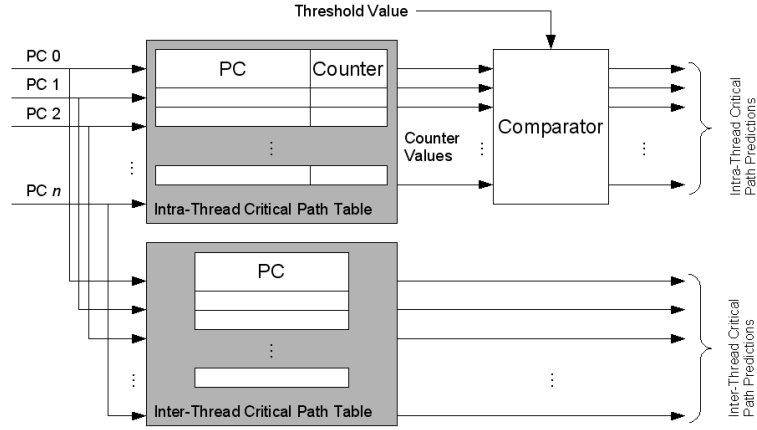 Threshold Value
PC 0
PC 1
PC 2
PC n
PC
Counter
Intra-Thread Critical Path Table
Counter
Values
Comparator
Intra-Thread Critical
Path Predictions
PC
Inter-Thread Critical Path Table
Inter-Thread Critical
Path Predictions